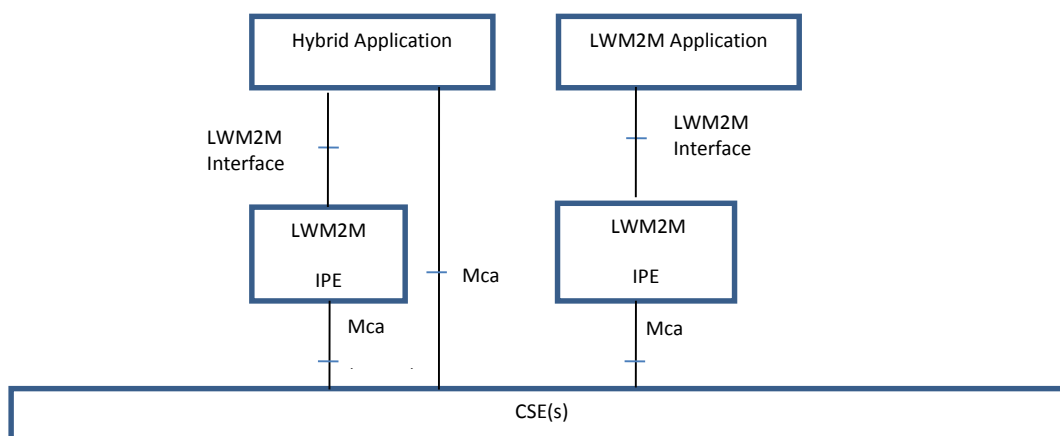 Hybrid Application
LWM2M Application
LWM2M
Interface
LWM2M
Interface
LWM2M
IPE
Mca
LWM2M
IPE
Mca
Mca
CSE(s)